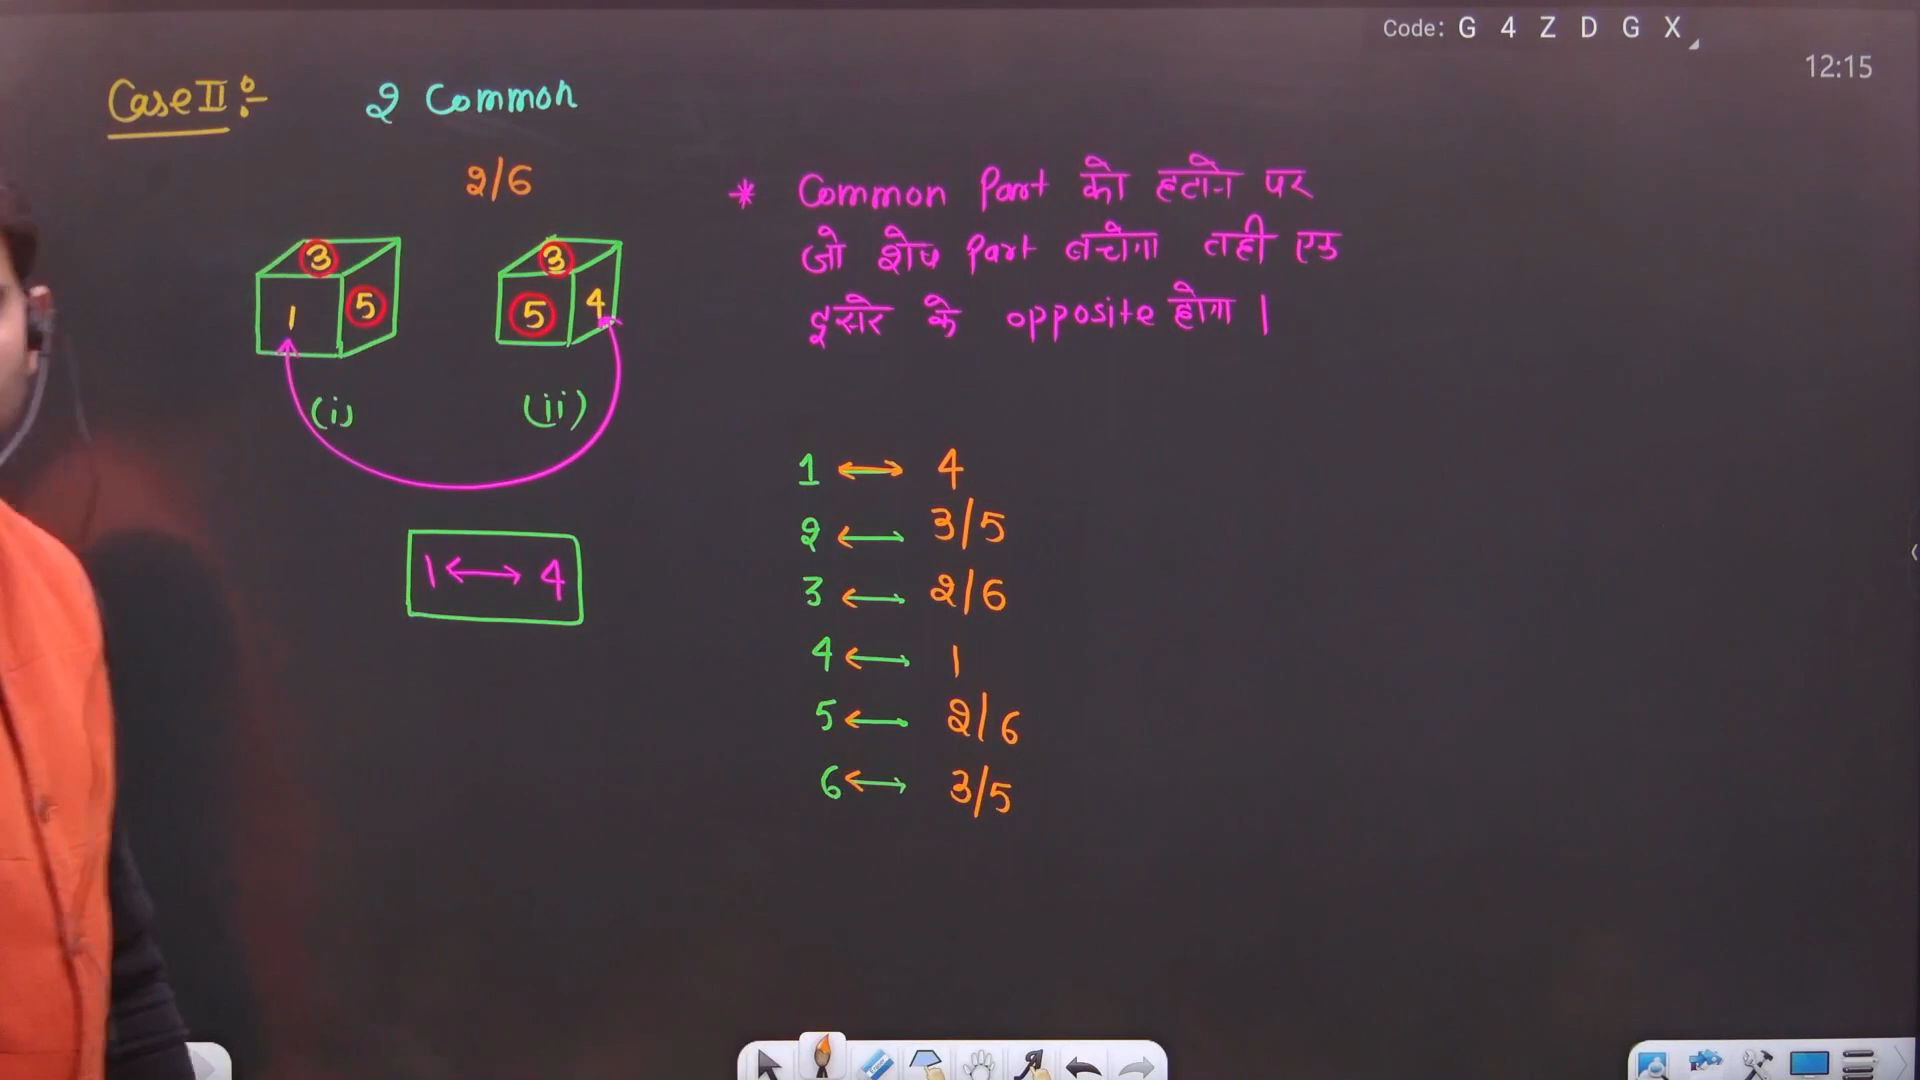 Code: G 4 Z D G X
12:15
Case II :-
2 Common
2/6
* Common Part को हटाने पर
जो शेष Part बचेगा वही एक
दूसरे के opposite होगा |
3
1
5
3
5
4
(i)
(ii)
1 ↔ 4
1 ↔ 4
2 ↔ 3/5
3 ↔ 2/6
4 ↔ 1
5 ↔ 2/6
6 ↔ 3/5